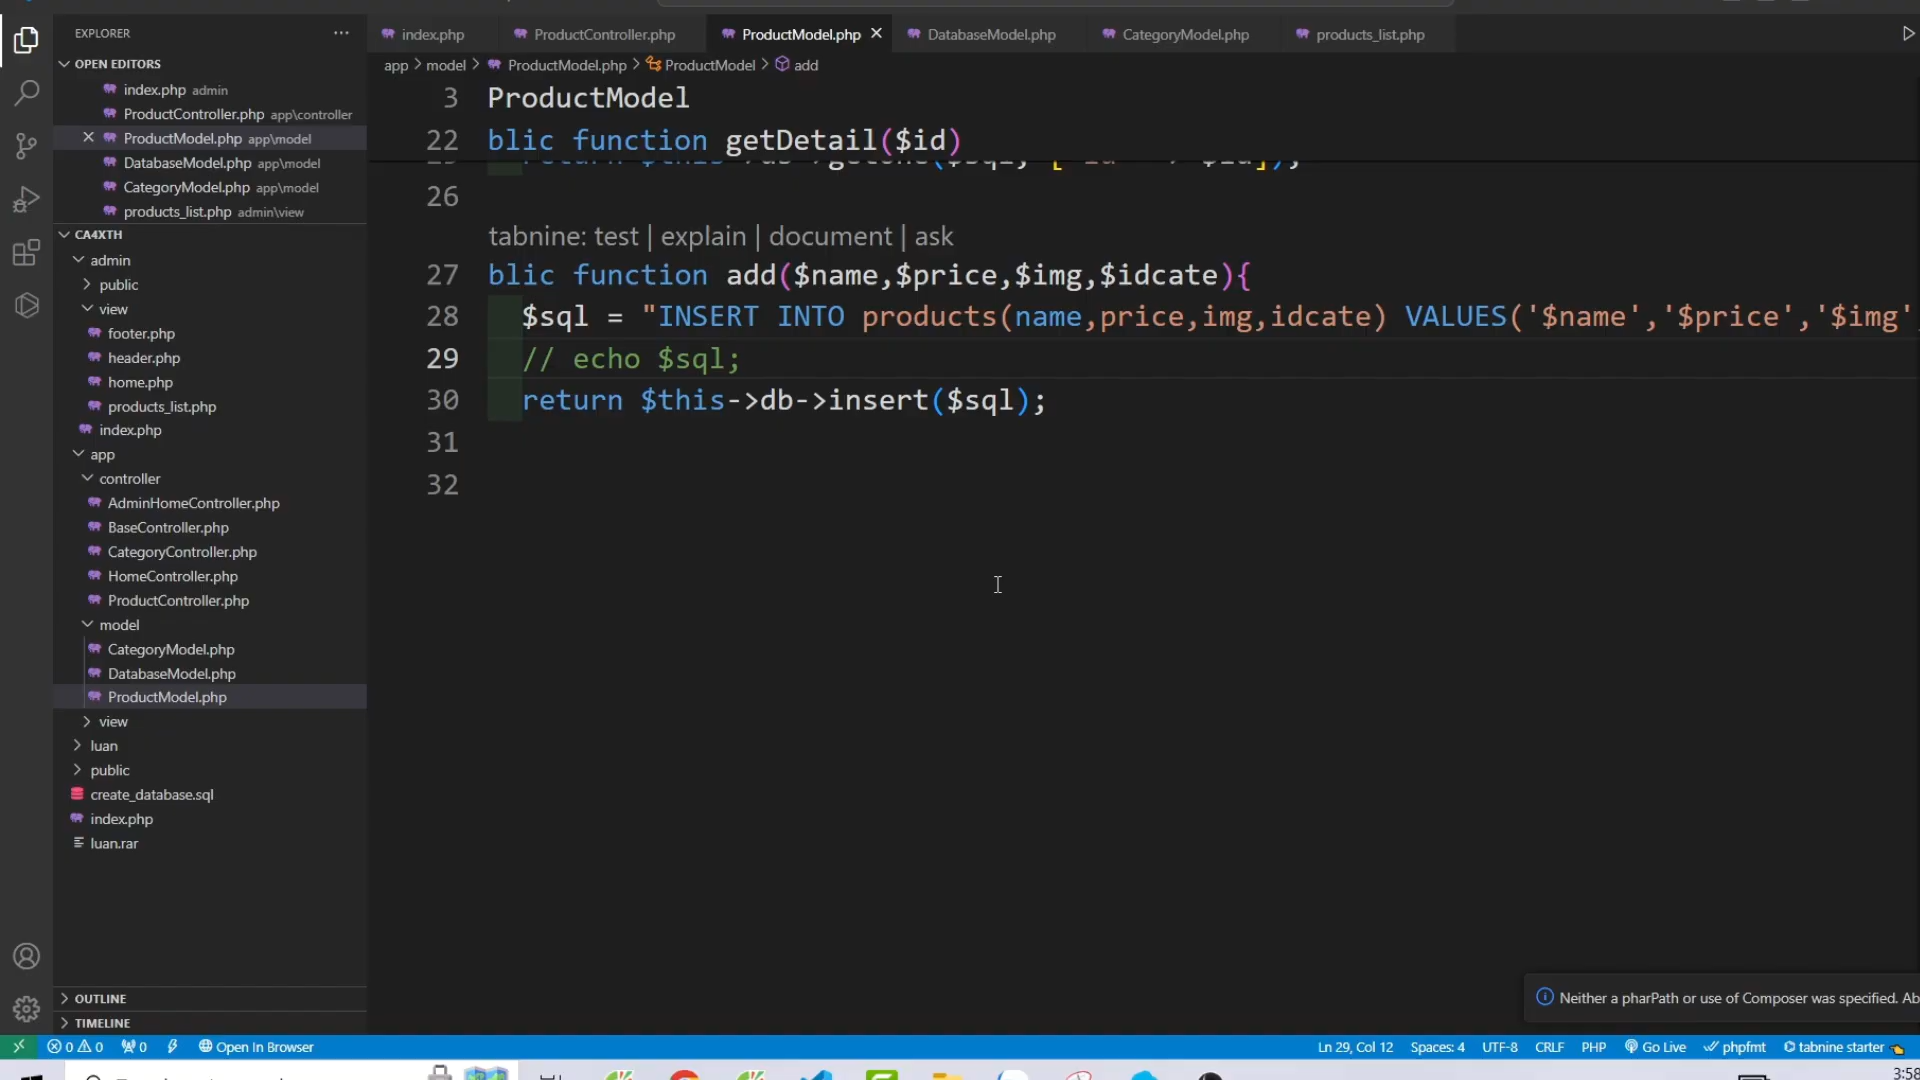 EXPLORER
OPEN EDITORS
index.php admin
ProductController.php app\controller
ProductModel.php app\model
DatabaseModel.php app\model
CategoryModel.php app\model
products_list.php admin\view
CA4XTH
admin
public
view
footer.php
header.php
home.php
products_list.php
index.php
app
controller
AdminHomeController.php
BaseController.php
CategoryController.php
HomeController.php
ProductController.php
model
CategoryModel.php
DatabaseModel.php
ProductModel.php
view
luan
public
create_database.sql
index.php
luan.rar
OUTLINE
TIMELINE
index.php ProductController.php ProductModel.php DatabaseModel.php CategoryModel.php products_list.php
app > model > ProductModel.php > ProductModel > add
3 ProductModel
22 blic function getDetail($id)
26
tabnine: test | explain | document | ask
27 blic function add($name,$price,$img,$idcate){
28 $sql = "INSERT INTO products(name,price,img,idcate) VALUES('$name','$price','$img'
29 // echo $sql;
30 return $this->db->insert($sql);
31
32
Neither a pharPath or use of Composer was specified. Ab
0 0 0 Open In Browser Ln 29, Col 12 Spaces: 4 UTF-8 CRLF PHP Go Live phpfmt tabnine starter
3:58